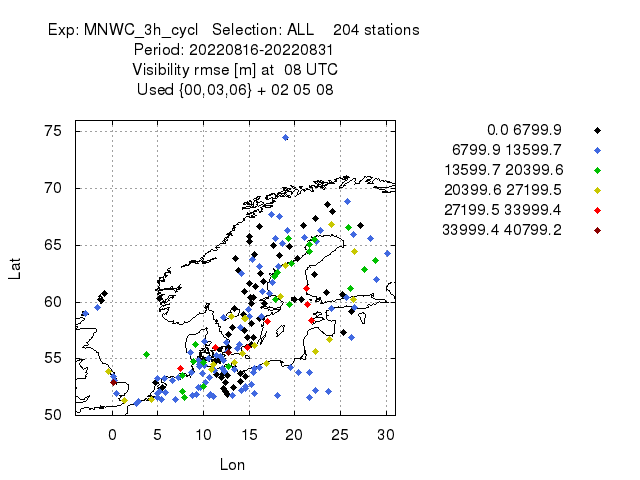 Exp: MNWC_3h_cycl   Selection: ALL    204 stations
Period: 20220816-20220831
Visibility rmse [m] at  08 UTC
Used {00,03,06} + 02 05 08
0.0 6799.9
6799.9 13599.7
13599.7 20399.6
20399.6 27199.5
27199.5 33999.4
33999.4 40799.2
75
70
65
60
55
50
Lat
0 5 10 15 20 25 30
Lon